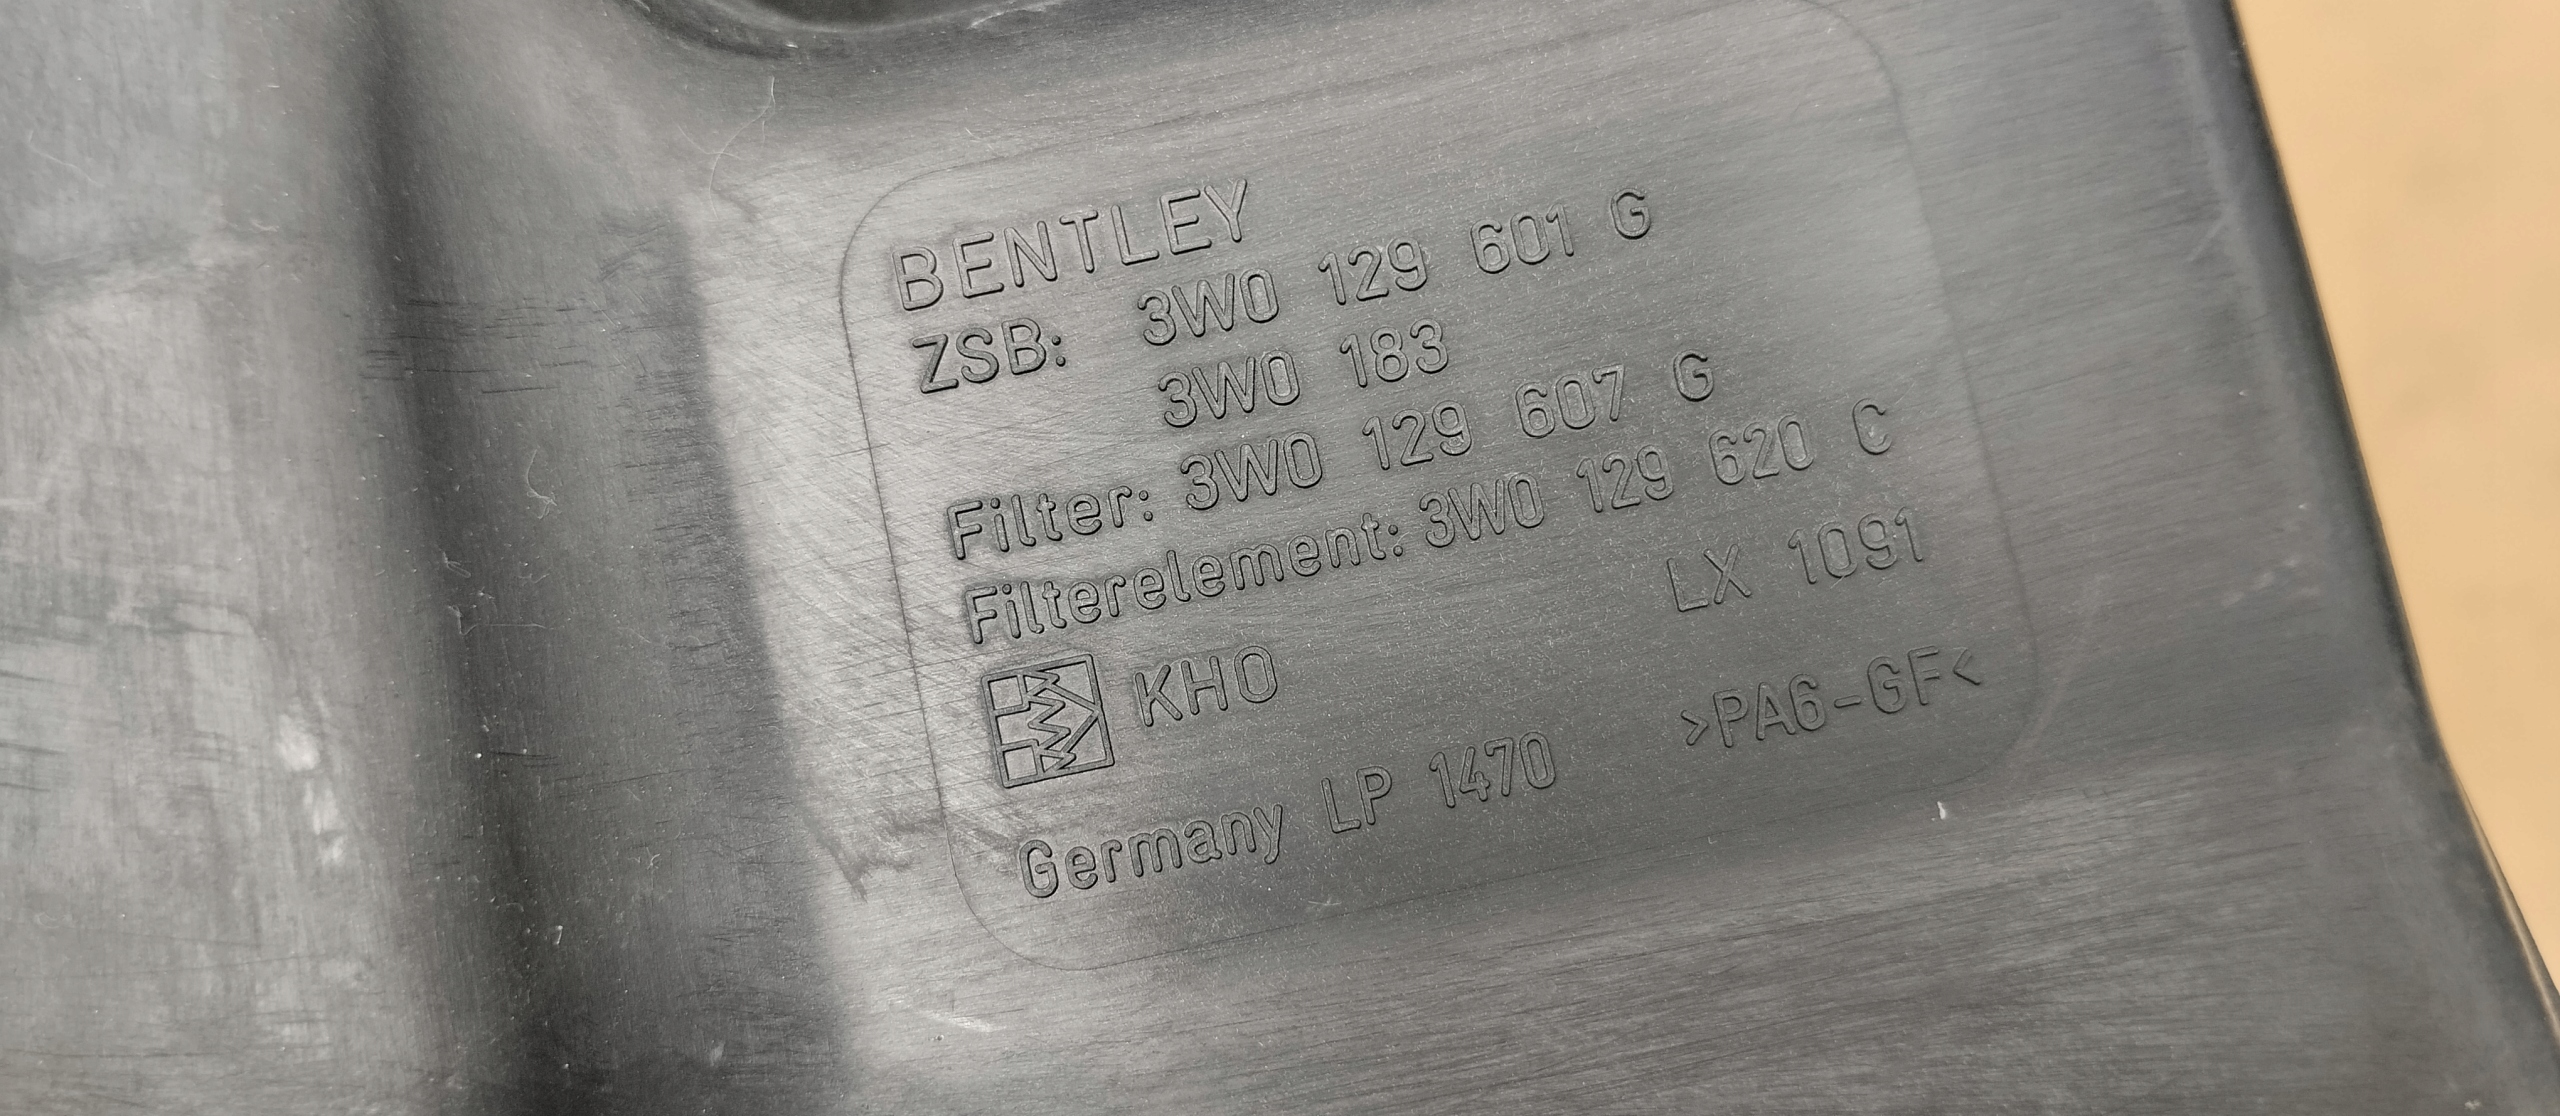 BENTLEY
ZSB: 3W0 129 601 G
3W0 183
Filter: 3W0 129 607 G
Filterelement: 3W0 129 620 C
LX 1091
KHO
>PA6-GF<
Germany LP 1470